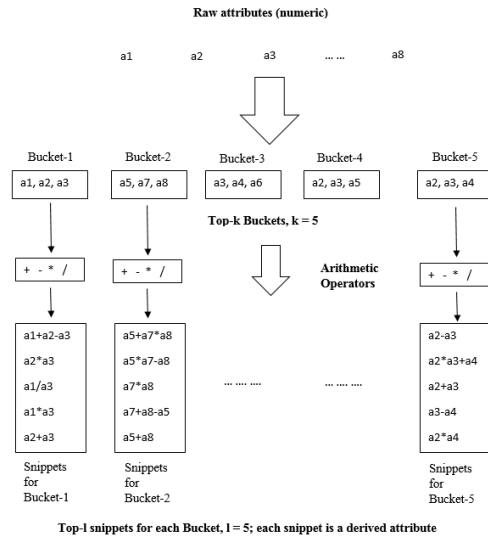 Raw attributes (numeric)
a1 a2 a3 ... ... a8
Bucket-1 Bucket-2 Bucket-3 Bucket-4 Bucket-5
a1, a2, a3 a5, a7, a8 a3, a4, a6 a2, a3, a5 a2, a3, a4
Top-k Buckets, k = 5
+ - * / + - * / Arithmetic Operators + - * /
a1+a2-a3 a5+a7*a8 a2-a3
a2*a3 a5*a7-a8 a2*a3+a4
a1/a3 a7*a8 ... .... .... ... .... .... a2+a3
a1*a3 a7+a8-a5 a3-a4
a2+a3 a5+a8 a2*a4
Snippets Snippets Snippets
for for for
Bucket-1 Bucket-2 Bucket-5
Top-l snippets for each Bucket, l = 5; each snippet is a derived attribute